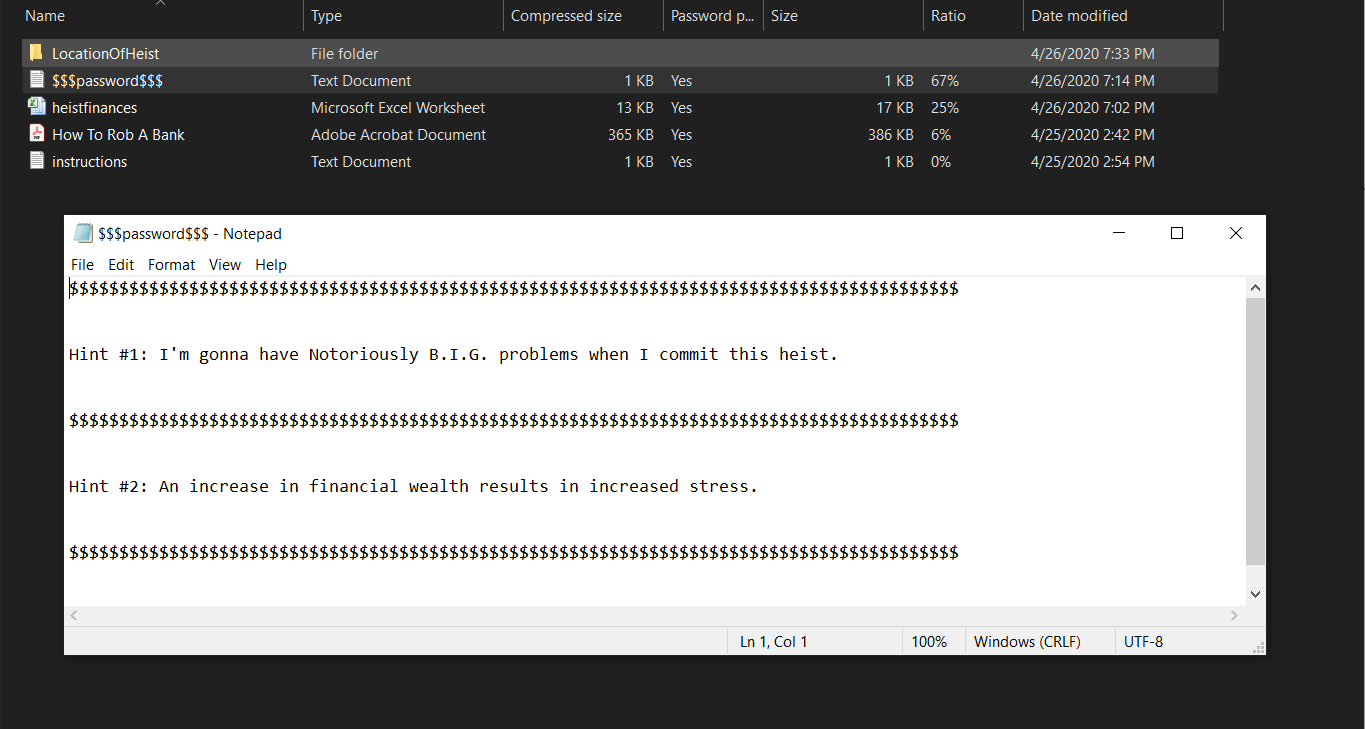 Name Type Compressed size Password p... Size Ratio Date modified
LocationOfHeist File folder 4/26/2020 7:33 PM
$$$password$$$ Text Document 1 KB Yes 1 KB 67% 4/26/2020 7:14 PM
heistfinances Microsoft Excel Worksheet 13 KB Yes 17 KB 25% 4/26/2020 7:02 PM
How To Rob A Bank Adobe Acrobat Document 365 KB Yes 386 KB 6% 4/25/2020 2:42 PM
instructions Text Document 1 KB Yes 1 KB 0% 4/25/2020 2:54 PM
$$$password$$$ - Notepad
File Edit Format View Help
$$$$$$$$$$$$$$$$$$$$$$$$$$$$$$$$$$$$$$$$$$$$$$$$$$$$$$$$$$$$$$$$$$$$$$$$$$$$$$$$$$$$$$$$$
Hint #1: I'm gonna have Notoriously B.I.G. problems when I commit this heist.
$$$$$$$$$$$$$$$$$$$$$$$$$$$$$$$$$$$$$$$$$$$$$$$$$$$$$$$$$$$$$$$$$$$$$$$$$$$$$$$$$$$$$$$$$
Hint #2: An increase in financial wealth results in increased stress.
$$$$$$$$$$$$$$$$$$$$$$$$$$$$$$$$$$$$$$$$$$$$$$$$$$$$$$$$$$$$$$$$$$$$$$$$$$$$$$$$$$$$$$$$$
Ln 1, Col 1 100% Windows (CRLF) UTF-8